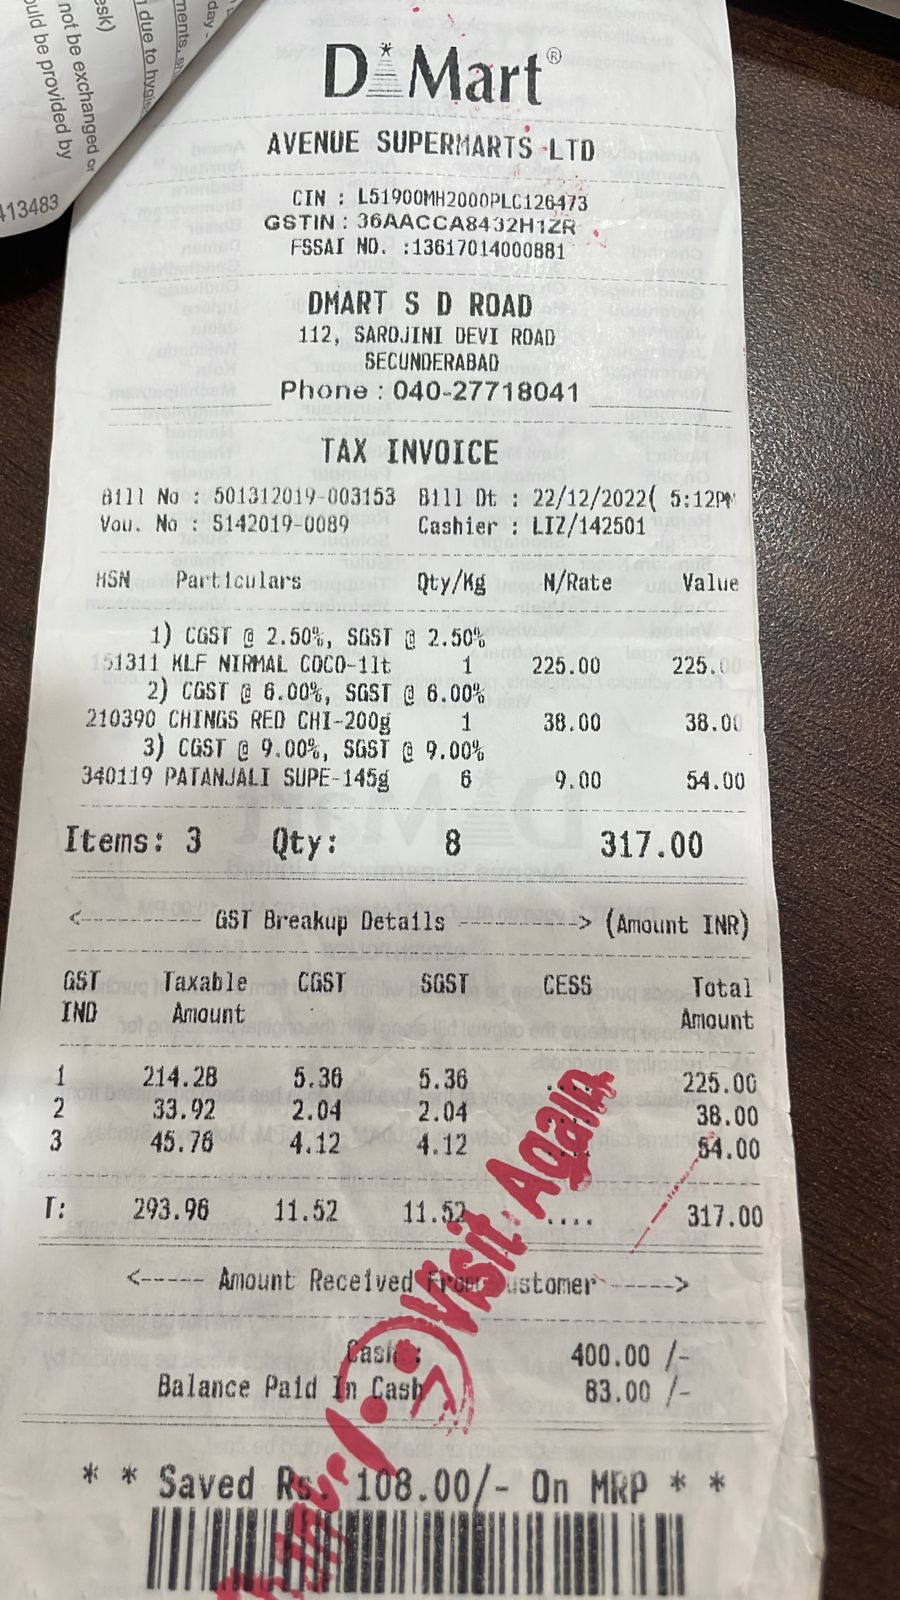 day -
ments, s
n due to hygie
esk)
not be exchanged or
ould be provided by
413483
D Mart®
AVENUE SUPERMARTS LTD
CIN : L51900MH2000PLC126473
GSTIN : 36AACCA8432H1ZR
FSSAI NO. :13617014000881
DMART S D ROAD
112, SAROJINI DEVI ROAD
SECUNDERABAD
Phone : 040-27718041
TAX INVOICE
Bill No : 501312019-003153 Bill Dt : 22/12/2022( 5:12PM
Vou. No : S142019-0089 Cashier : LIZ/142501
HSN Particulars Qty/Kg N/Rate Value
1) CGST @ 2.50%, SGST @ 2.50%
151311 KLF NIRMAL COCO-1lt 1 225.00 225.00
2) CGST @ 6.00%, SGST @ 6.00%
210390 CHINGS RED CHI-200g 1 38.00 38.00
3) CGST @ 9.00%, SGST @ 9.00%
340119 PATANJALI SUPE-145g 6 9.00 54.00
Items: 3 Qty: 8 317.00
<------ GST Breakup Details ----------> (Amount INR)
GST Taxable CGST SGST CESS Total
IND Amount Amount
1 214.28 5.36 5.36 .... 225.00
2 33.92 2.04 2.04 .... 38.00
3 45.76 4.12 4.12 .... 54.00
T: 293.96 11.52 11.52 .... 317.00
<----- Amount Received From Customer ----->
Cash : 400.00 /-
Balance Paid In Cash 83.00 /-
* * Saved Rs. 108.00/- On MRP * *
Visit Again